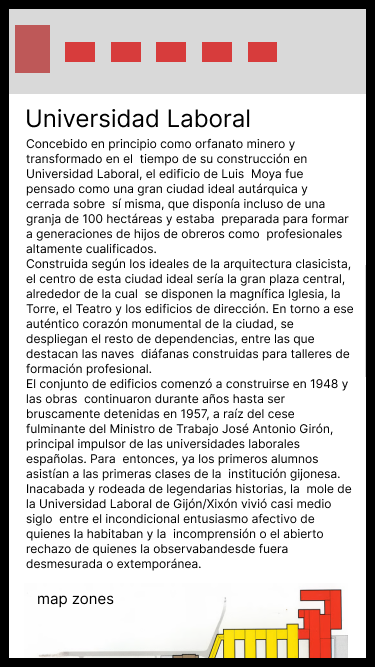 Universidad Laboral
Concebido en principio como orfanato minero y
transformado en el tiempo de su construcción en
Universidad Laboral, el edificio de Luis Moya fue
pensado como una gran ciudad ideal autárquica y
cerrada sobre sí misma, que disponía incluso de una
granja de 100 hectáreas y estaba preparada para formar
a generaciones de hijos de obreros como profesionales
altamente cualificados.
Construida según los ideales de la arquitectura clasicista,
el centro de esta ciudad ideal sería la gran plaza central,
alrededor de la cual se disponen la magnífica Iglesia, la
Torre, el Teatro y los edificios de dirección. En torno a ese
auténtico corazón monumental de la ciudad, se
despliegan el resto de dependencias, entre las que
destacan las naves diáfanas construidas para talleres de
formación profesional.
El conjunto de edificios comenzó a construirse en 1948 y
las obras continuaron durante años hasta ser
bruscamente detenidas en 1957, a raíz del cese
fulminante del Ministro de Trabajo José Antonio Girón,
principal impulsor de las universidades laborales
españolas. Para entonces, ya los primeros alumnos
asistían a las primeras clases de la institución gijonesa.
Inacabada y rodeada de legendarias historias, la mole de
la Universidad Laboral de Gijón/Xixón vivió casi medio
siglo entre el incondicional entusiasmo afectivo de
quienes la habitaban y la incomprensión o el abierto
rechazo de quienes la observabandesde fuera
desmesurada o extemporánea.
map zones